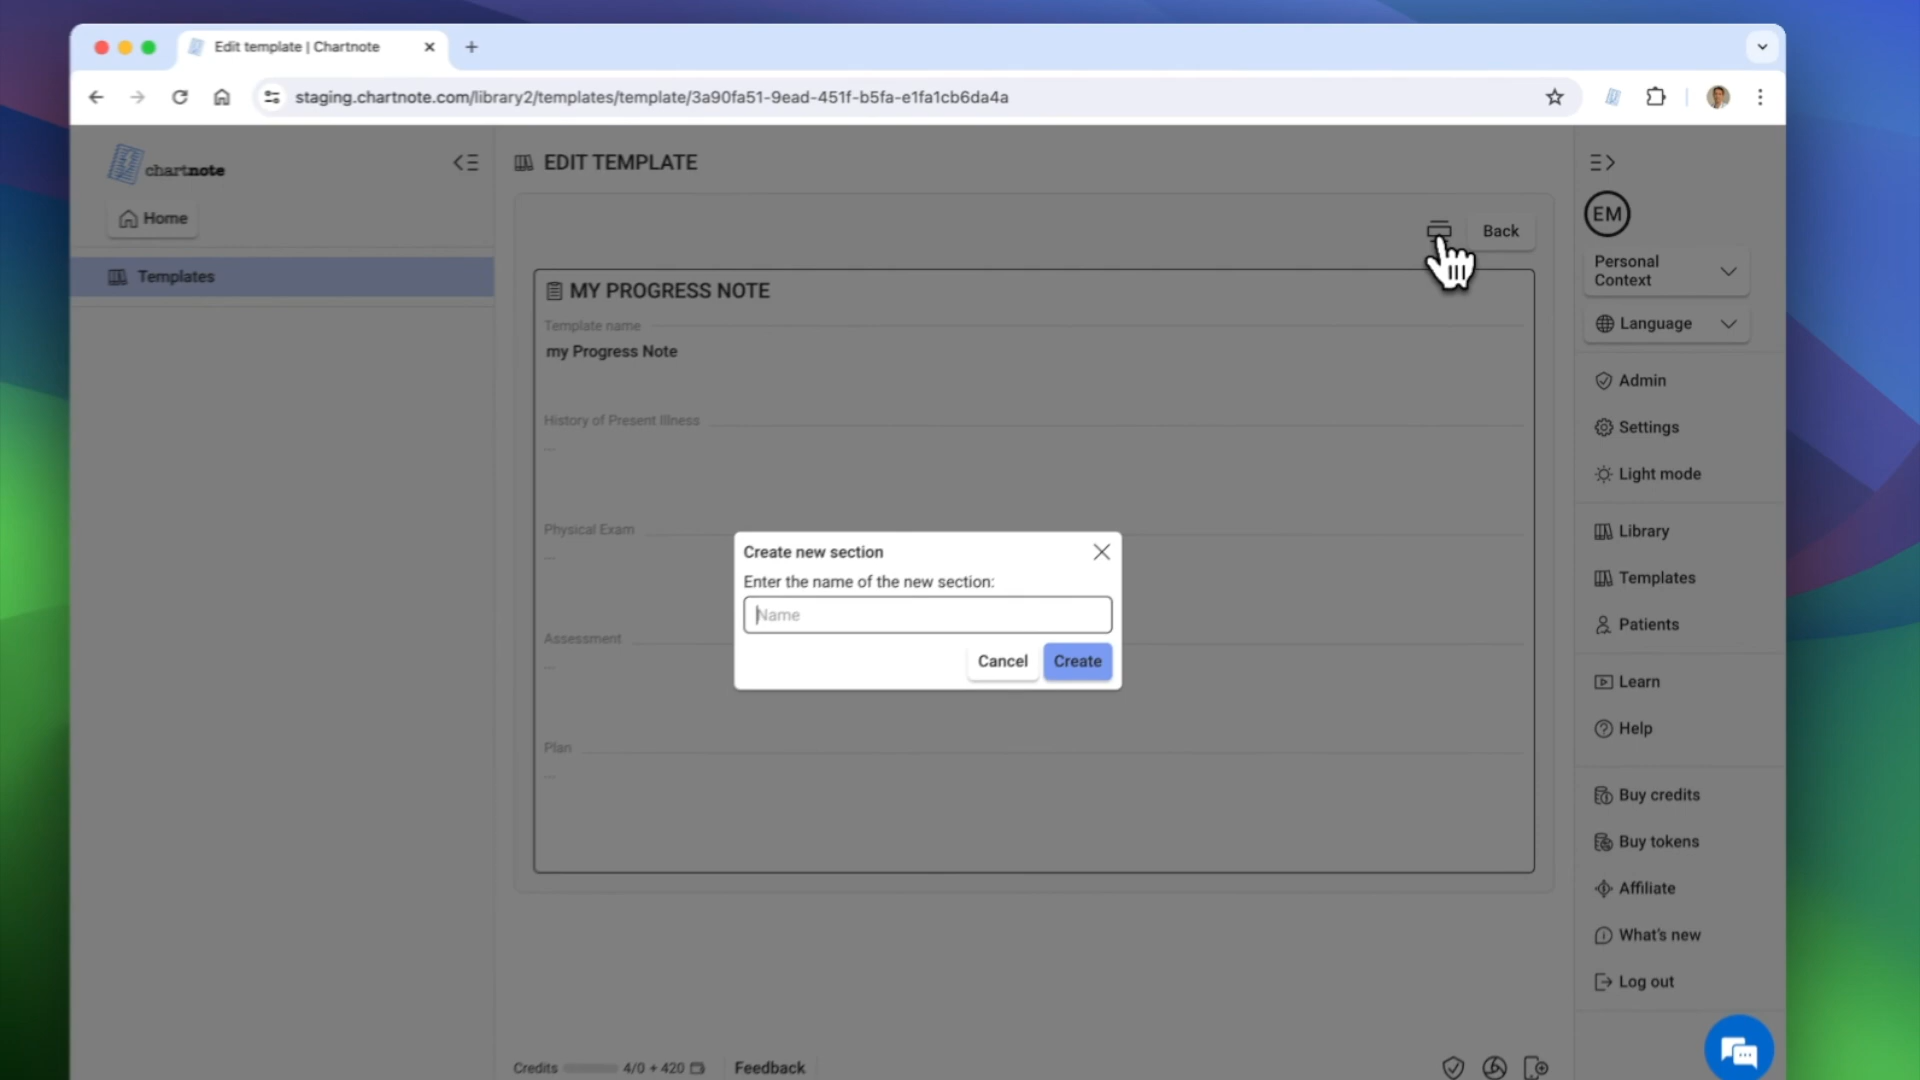 Edit template | Chartnote
staging.chartnote.com/library2/templates/template/3a90fa51-9ead-451f-b5fa-e1fa1cb6da4a
chartnote
Home
Templates
EDIT TEMPLATE
Back
MY PROGRESS NOTE
Template name
my Progress Note
History of Present Illness
...
Physical Exam
...
Assessment
...
Plan
...
Create new section
Enter the name of the new section:
Name
Cancel
Create
EM
Personal
Context
Language
Admin
Settings
Light mode
Library
Templates
Patients
Learn
Help
Buy credits
Buy tokens
Affiliate
What's new
Log out
Credits 4/0 + 420
Feedback